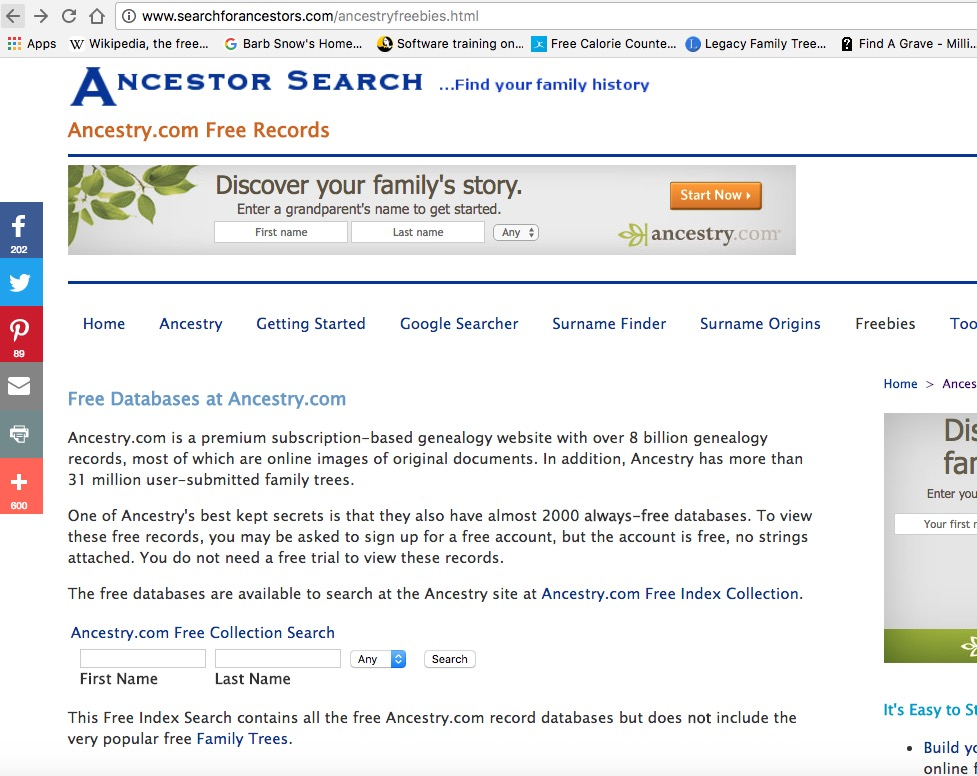 www.searchforancestors.com/ancestryfreebies.html
Apps Wikipedia, the free... Barb Snow's Home... Software training on... Free Calorie Counte... Legacy Family Tree... Find A Grave - Milli...
ANCESTOR SEARCH ...Find your family history
Ancestry.com Free Records
Discover your family's story.
Enter a grandparent's name to get started.
First name Last name Any
Start Now
ancestry.com
202
89
600
Home Ancestry Getting Started Google Searcher Surname Finder Surname Origins Freebies Too
Home > Ances
Free Databases at Ancestry.com
Ancestry.com is a premium subscription-based genealogy website with over 8 billion genealogy
records, most of which are online images of original documents. In addition, Ancestry has more than
31 million user-submitted family trees.
One of Ancestry's best kept secrets is that they also have almost 2000 always-free databases. To view
these free records, you may be asked to sign up for a free account, but the account is free, no strings
attached. You do not need a free trial to view these records.
The free databases are available to search at the Ancestry site at Ancestry.com Free Index Collection.
Ancestry.com Free Collection Search
Any Search
First Name Last Name
This Free Index Search contains all the free Ancestry.com record databases but does not include the
very popular free Family Trees.
Dis
fam
Enter you
Your first n
It's Easy to St
• Build yo
online f